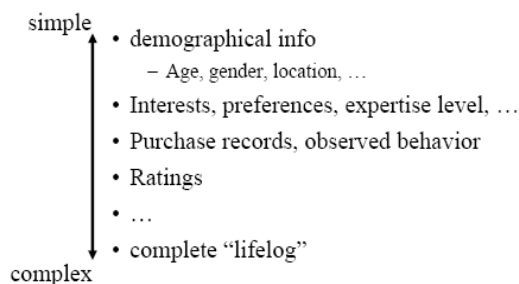 simple
• demographical info
– Age, gender, location, …
• Interests, preferences, expertise level, …
• Purchase records, observed behavior
• Ratings
• …
• complete “lifelog”
complex